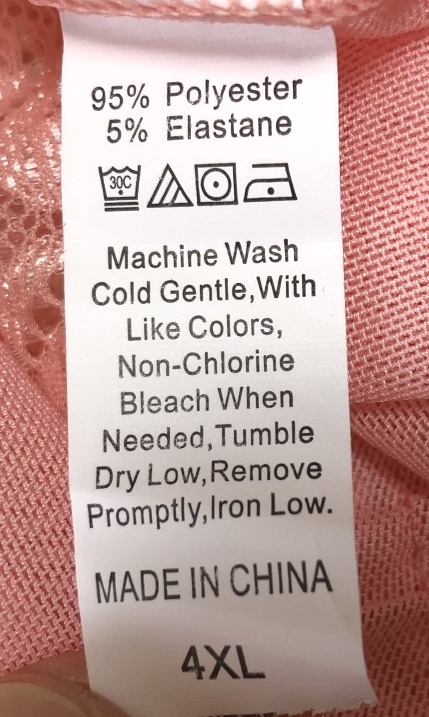 95% Polyester
5% Elastane
30C
Machine Wash
Cold Gentle,With
Like Colors,
Non-Chlorine
Bleach When
Needed,Tumble
Dry Low,Remove
Promptly,Iron Low.
MADE IN CHINA
4XL